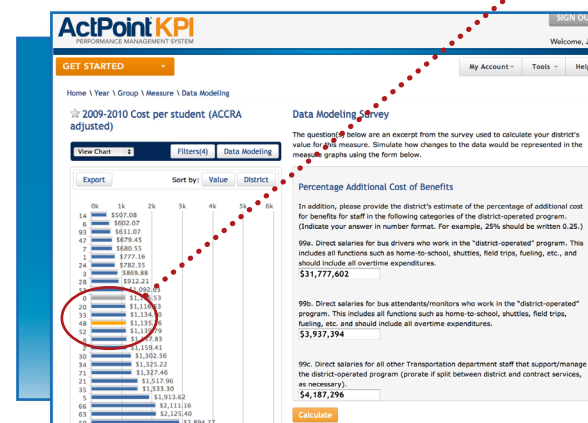 ActPoint KPI
PERFORMANCE MANAGEMENT SYSTEM
SIGN OU
Welcome, J
GET STARTED
My Account
Tools
Help
Home \ Year \ Group \ Measure \ Data Modeling
2009-2010 Cost per student (ACCRA
adjusted)
View Chart
Filters(4)
Data Modeling
Export
Sort by:
Value
District
0k 1k 2k 3k 4k 5k 6k
14 $507.08
6 $602.07
93 $631.07
47 $679.45
7 $680.55
1 $777.16
24 $782.35
3 $869.88
28 $912.21
0
20
33
48
52
4
2 $1,159.41
30 $1,302.56
34 $1,325.22
71 $1,327.46
21 $1,517.96
35 $1,533.30
5 $1,913.62
66 $2,111.16
63 $2,125.40
$2,894.27
Data Modeling Survey
The question(s) below are an excerpt from the survey used to calculate your district's
value for this measure. Simulate how changes to the data would be represented in the
measure graphs using the form below.
Percentage Additional Cost of Benefits
In addition, please provide the district's estimate of the percentage of additional cost
for benefits for staff in the following categories of the district-operated program.
(Indicate your answer in number format. For example, 25% should be written 0.25.)
99a. Direct salaries for bus drivers who work in the "district-operated" program. This
includes all functions such as home-to-school, shuttles, field trips, fueling, etc., and
should include all overtime expenditures.
$31,777,602
99b. Direct salaries for bus attendants/monitors who work in the "district-operated"
program. This includes all functions such as home-to-school, shuttles, field trips,
fueling, etc. and should include all overtime expenditures.
$3,937,394
99c. Direct salaries for all other Transportation department staff that support/manage
the district-operated program (prorate if split between district and contract services,
as necessary).
$4,187,296
Calculate